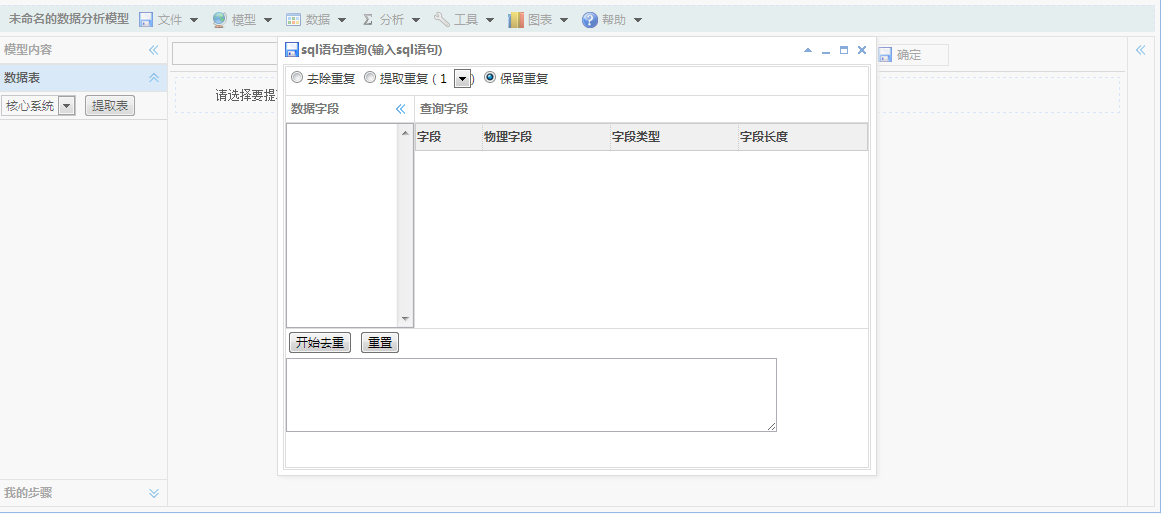 未命名的数据分析模型 文件 模型 数据 分析 工具 图表 帮助
模型内容
数据表
核心系统 提取表
请选择要提
确定
sql语句查询(输入sql语句)
去除重复 提取重复 ( 1 ) 保留重复
数据字段 查询字段
字段 物理字段 字段类型 字段长度
开始去重 重置
我的步骤